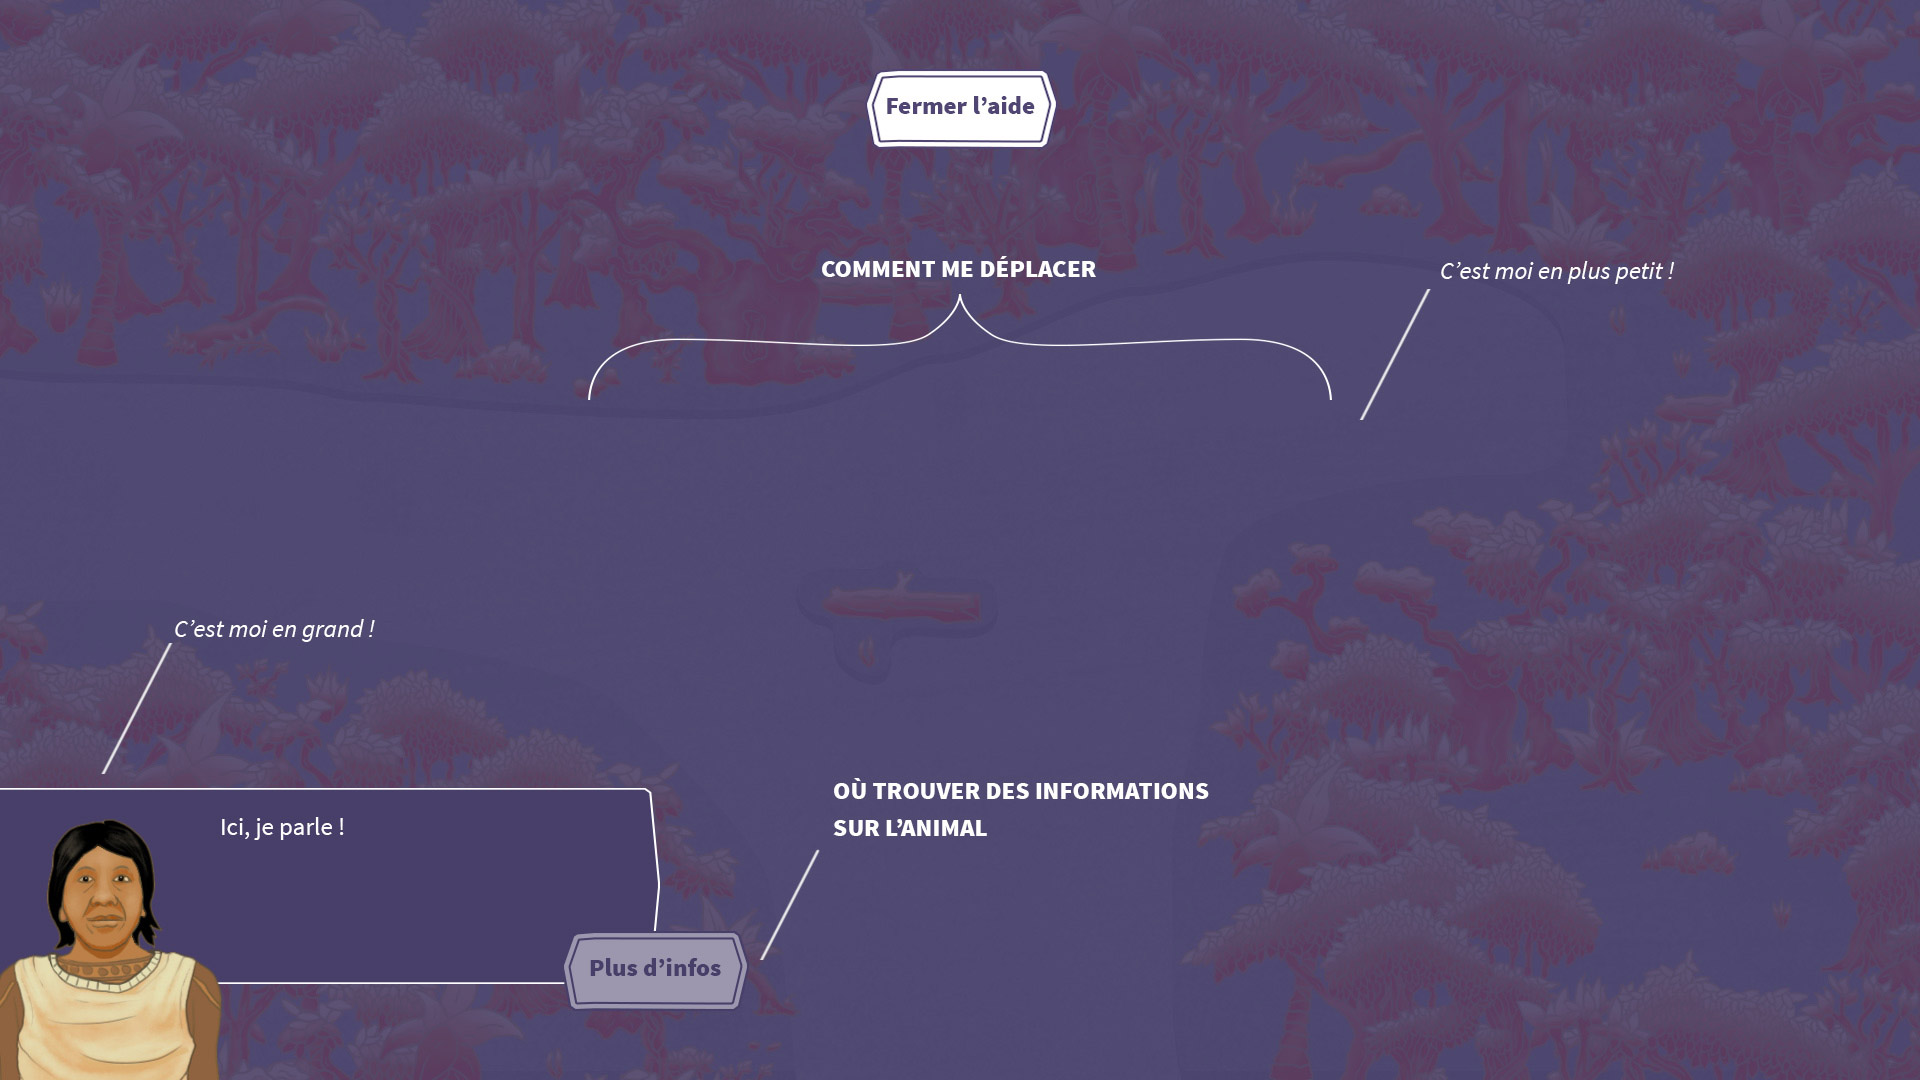 Fermer l’aide
COMMENT ME DÉPLACER
C’est moi en plus petit !
C’est moi en grand !
OÙ TROUVER DES INFORMATIONS
SUR L’ANIMAL
Ici, je parle !
Plus d’infos